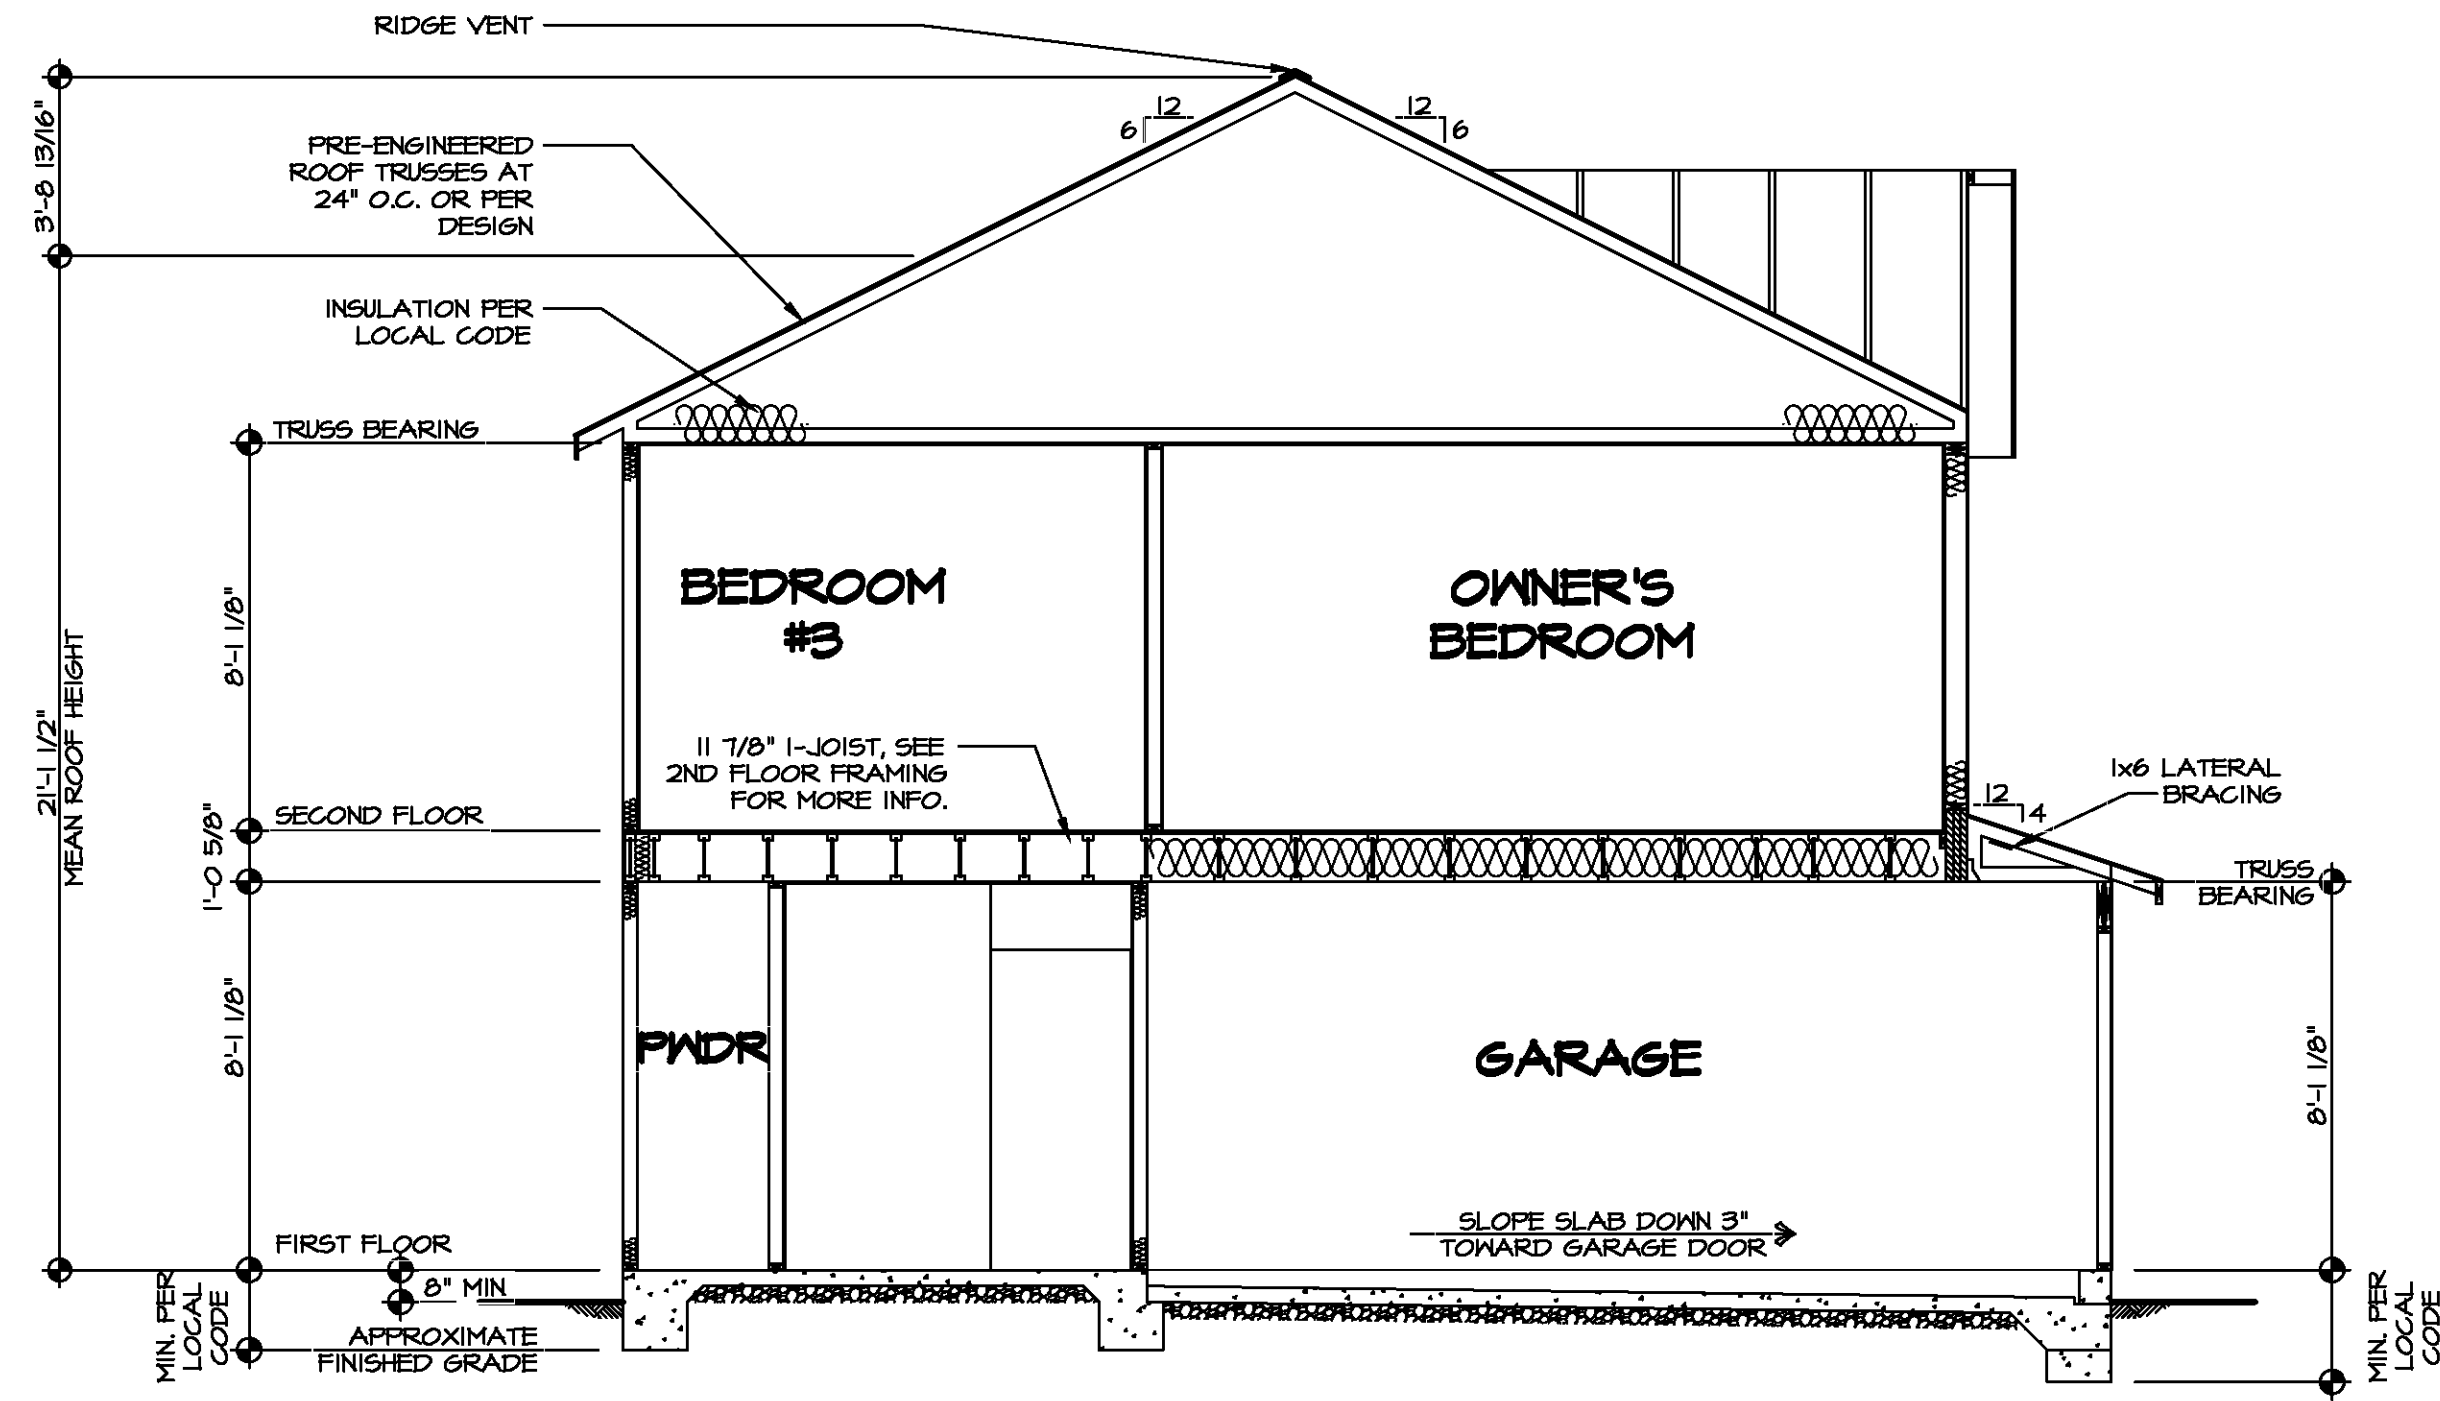 RIDGE VENT
3'-8 13/16"
12
6
12
6
PRE-ENGINEERED
ROOF TRUSSES AT
24" O.C. OR PER
DESIGN
INSULATION PER
LOCAL CODE
TRUSS BEARING
BEDROOM
#3
OWNER'S
BEDROOM
8'-1 1/8"
21'-1 1/2"
MEAN ROOF HEIGHT
11 7/8" I-JOIST, SEE
2ND FLOOR FRAMING
FOR MORE INFO.
1x6 LATERAL
BRACING
12
4
SECOND FLOOR
1'-0 5/8"
TRUSS
BEARING
8'-1 1/8"
PWDR
GARAGE
8'-1 1/8"
SLOPE SLAB DOWN 3"
TOWARD GARAGE DOOR
FIRST FLOOR
8" MIN
MIN. PER
LOCAL
CODE
APPROXIMATE
FINISHED GRADE
MIN. PER
LOCAL
CODE